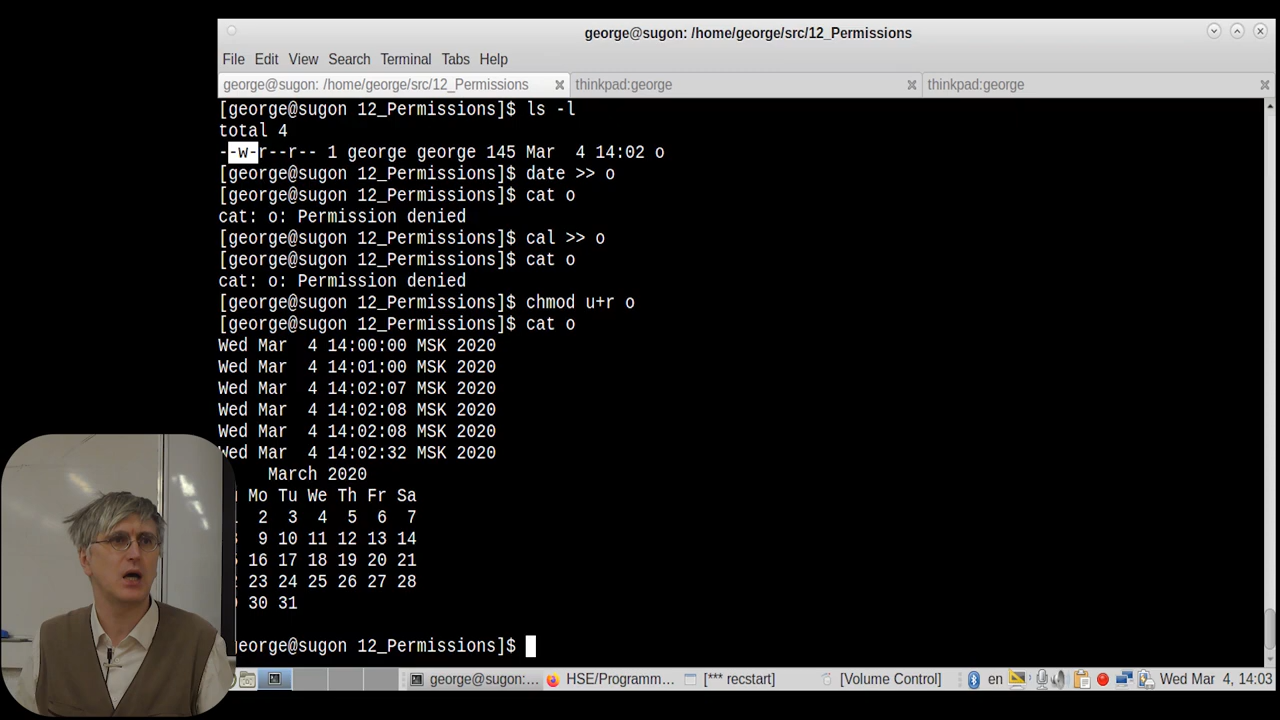 george@sugon: /home/george/src/12_Permissions
File Edit View Search Terminal Tabs Help
george@sugon: /home/george/src/12_Permissions thinkpad:george thinkpad:george
[george@sugon 12_Permissions]$ ls -l
total 4
--w-r--r-- 1 george george 145 Mar  4 14:02 o
[george@sugon 12_Permissions]$ date >> o
[george@sugon 12_Permissions]$ cat o
cat: o: Permission denied
[george@sugon 12_Permissions]$ cal >> o
[george@sugon 12_Permissions]$ cat o
cat: o: Permission denied
[george@sugon 12_Permissions]$ chmod u+r o
[george@sugon 12_Permissions]$ cat o
Wed Mar  4 14:00:00 MSK 2020
Wed Mar  4 14:01:00 MSK 2020
Wed Mar  4 14:02:07 MSK 2020
Wed Mar  4 14:02:08 MSK 2020
Wed Mar  4 14:02:08 MSK 2020
Wed Mar  4 14:02:32 MSK 2020
March 2020
Mo Tu We Th Fr Sa
2 3 4 5 6 7
9 10 11 12 13 14
16 17 18 19 20 21
23 24 25 26 27 28
30 31
george@sugon 12_Permissions]$
george@sugon:... HSE/Programm... [*** recstart] [Volume Control] en Wed Mar  4, 14:03